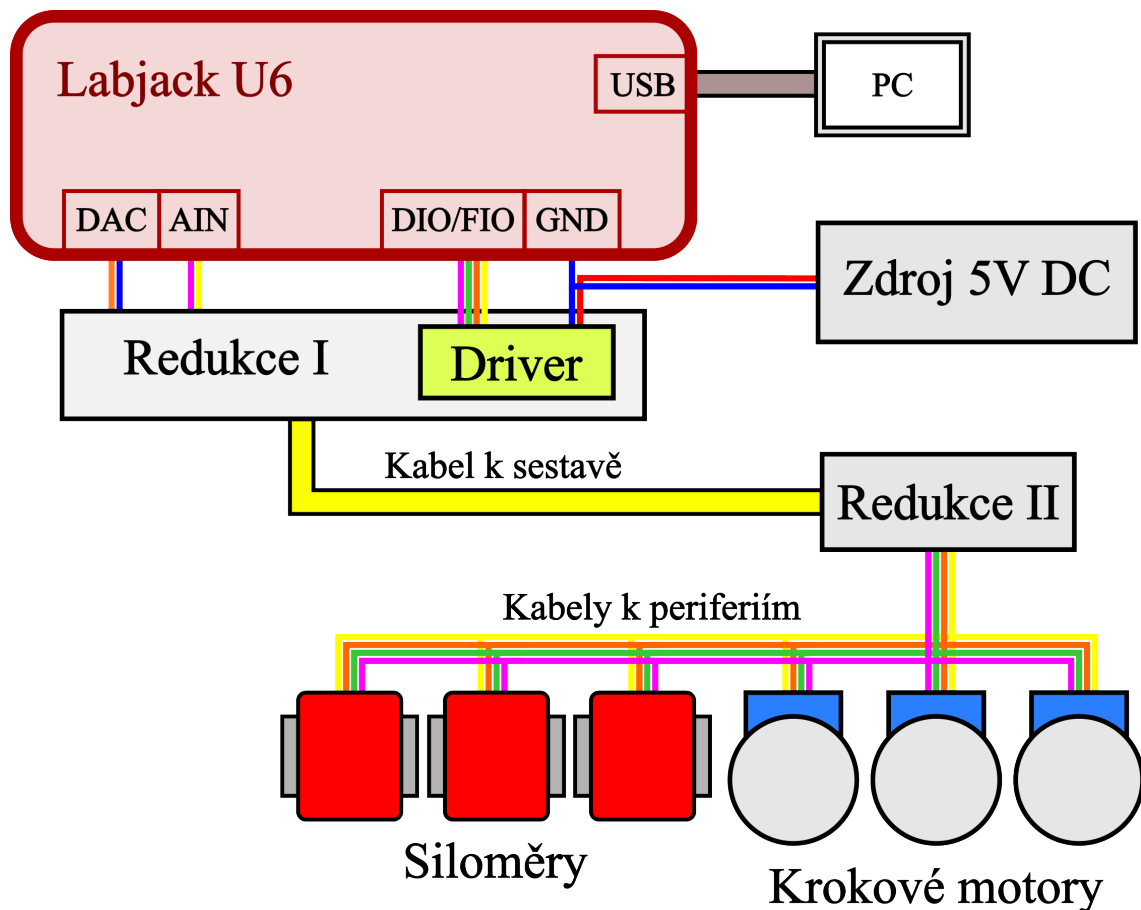 Labjack U6
USB
PC
DAC
AIN
DIO/FIO
GND
Zdroj 5V DC
Redukce I
Driver
Kabel k sestavě
Redukce II
Kabely k periferiím
Siloměry
Krokové motory